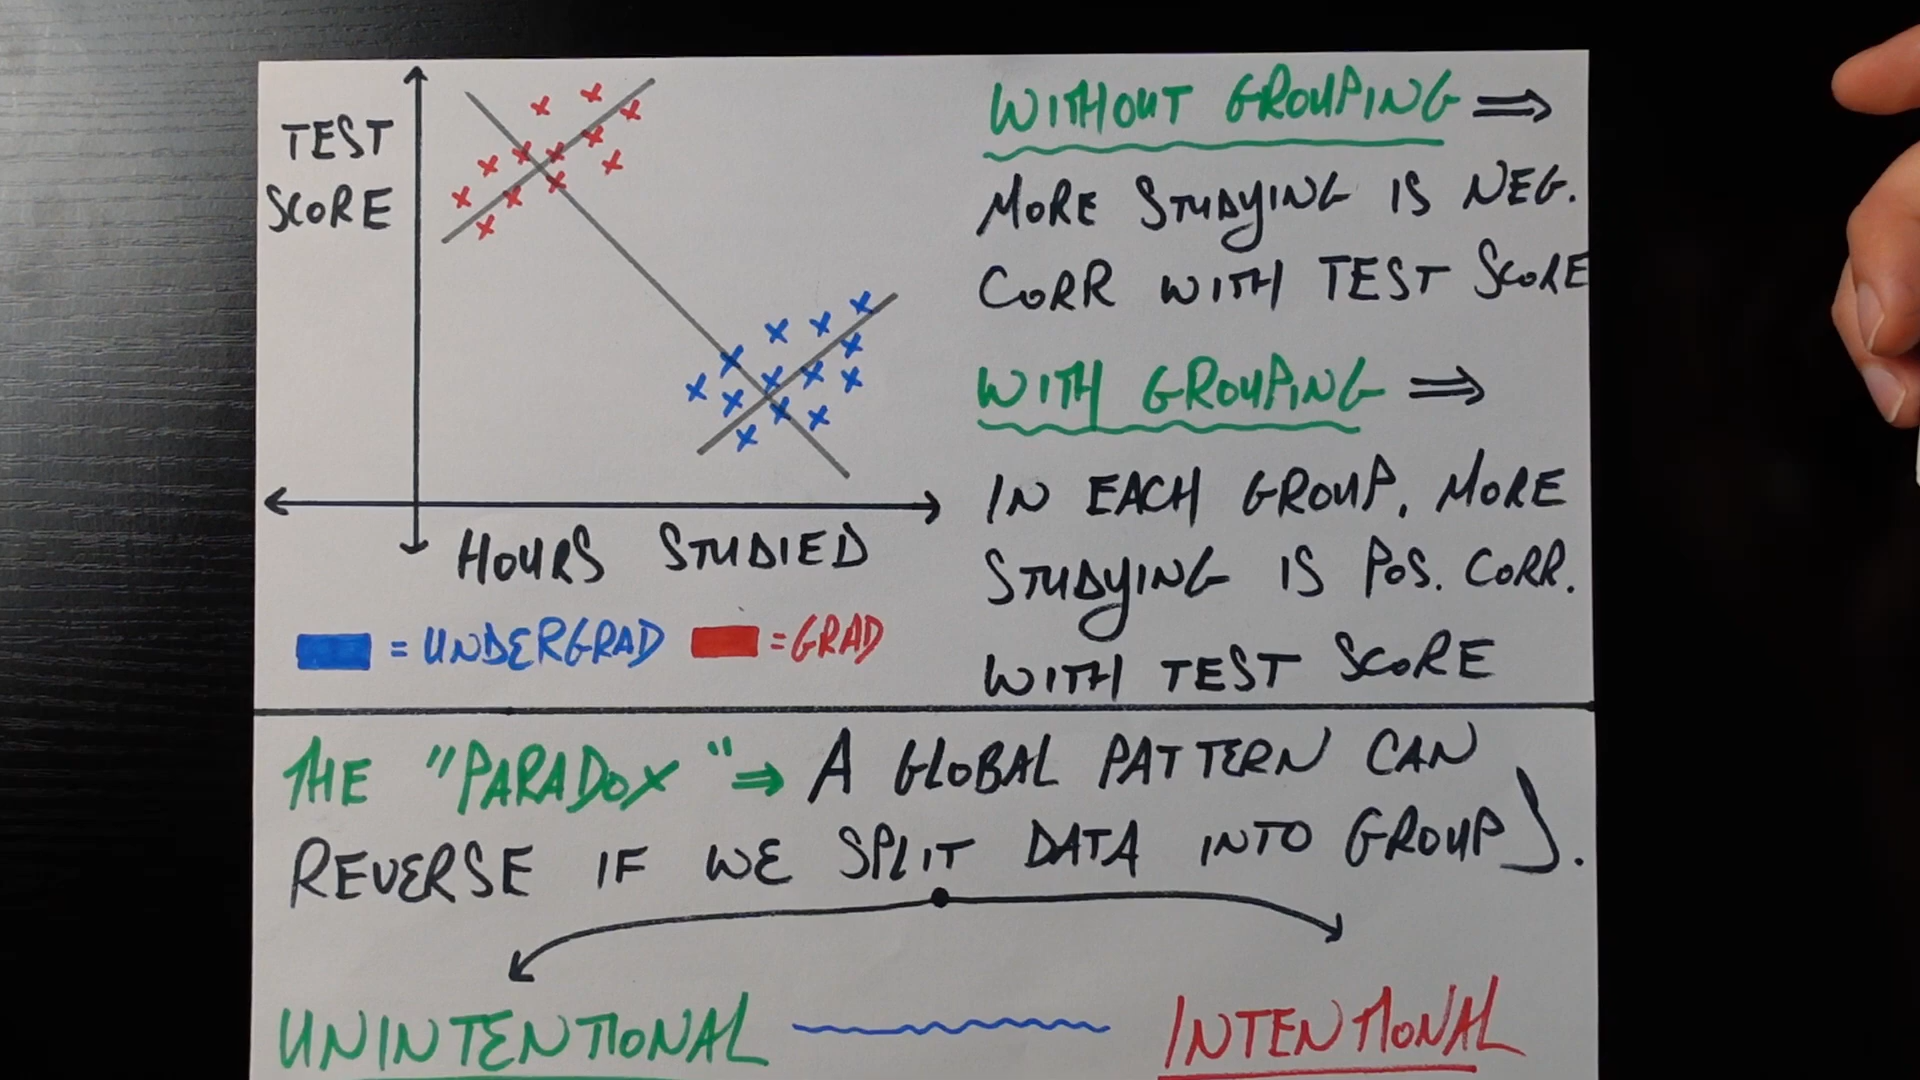 TEST
SCORE
HOURS STUDIED
= UNDERGRAD
= GRAD
WITHOUT GROUPING ⇒
MORE STUDYING IS NEG.
CORR WITH TEST SCORE
WITH GROUPING ⇒
IN EACH GROUP, MORE
STUDYING IS POS. CORR.
WITH TEST SCORE
THE "PARADOX" ⇒ A GLOBAL PATTERN CAN
REVERSE IF WE SPLIT DATA INTO GROUPS.
UNINTENTIONAL
INTENTIONAL